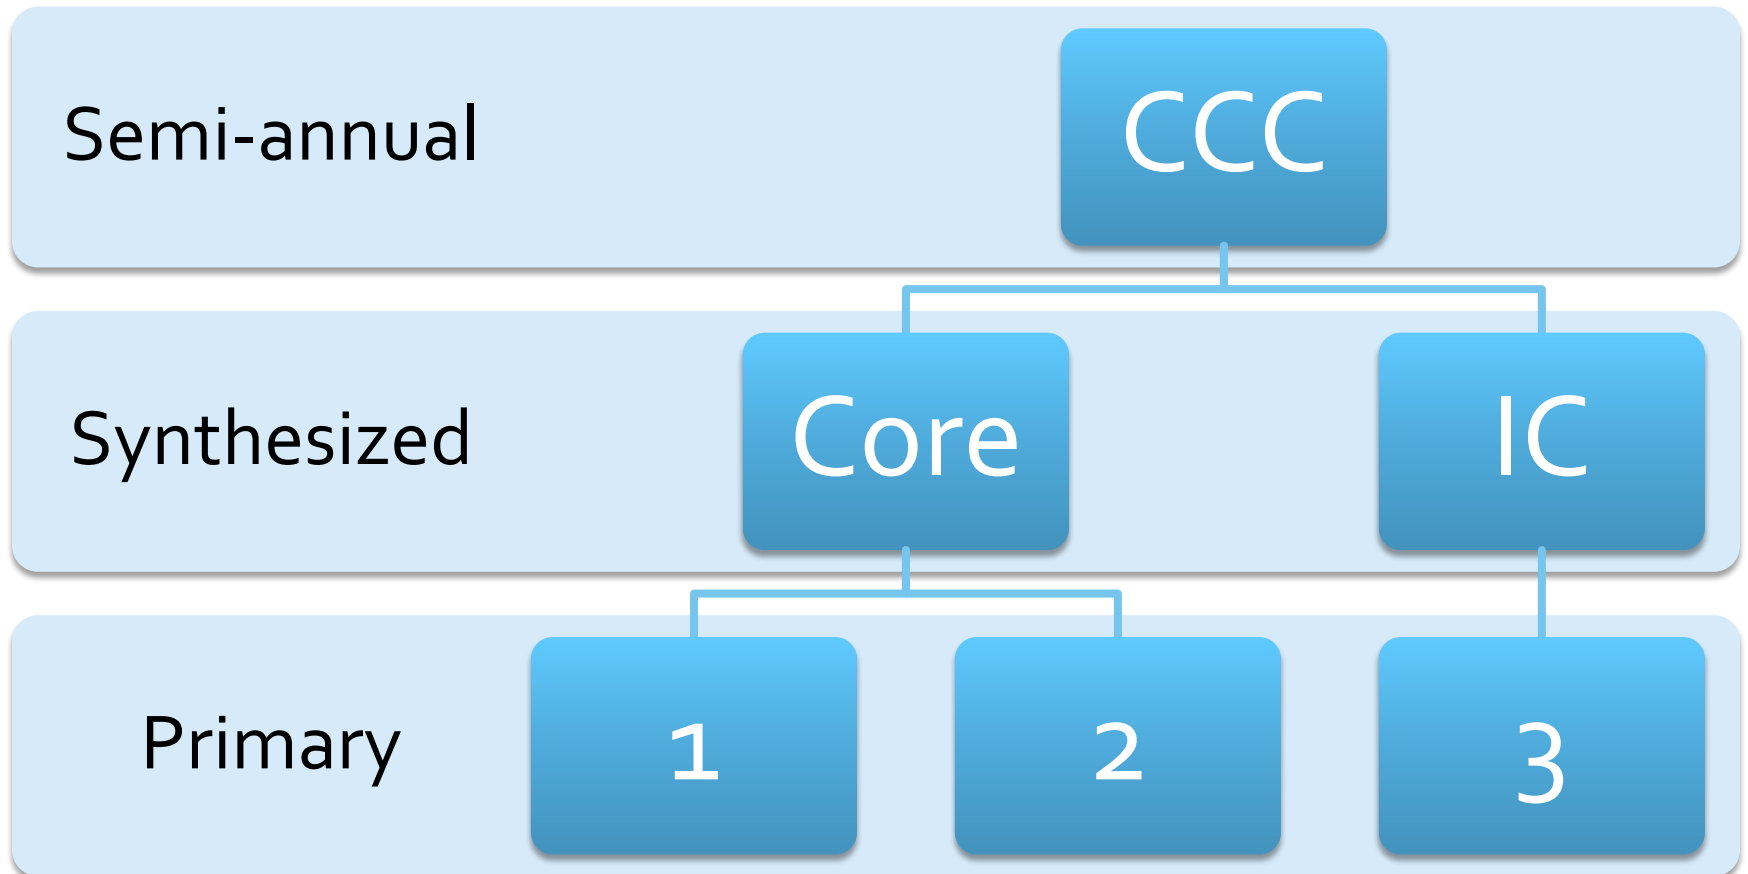 Semi-annual
CCC
Synthesized
Core
IC
Primary
1
2
3